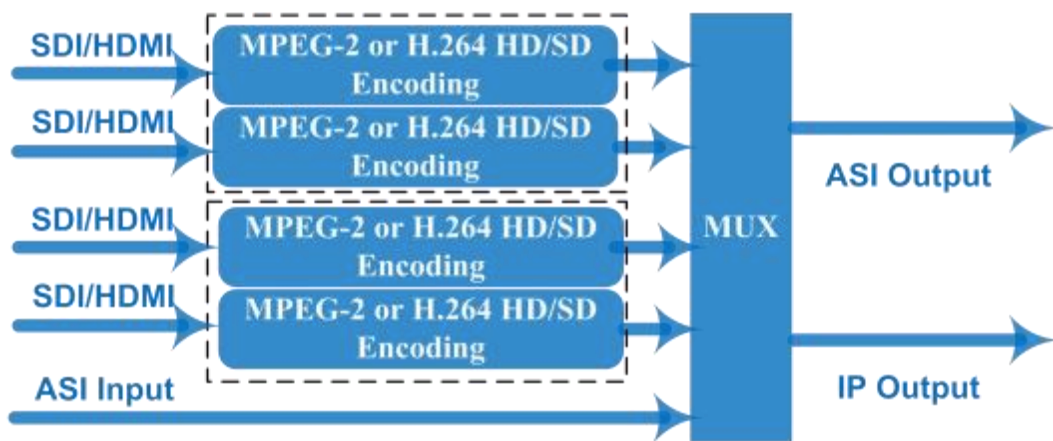 SDI/HDMI
MPEG-2 or H.264 HD/SD
Encoding
SDI/HDMI
MPEG-2 or H.264 HD/SD
Encoding
ASI Output
SDI/HDMI
MPEG-2 or H.264 HD/SD
Encoding
MUX
SDI/HDMI
MPEG-2 or H.264 HD/SD
Encoding
ASI Input
IP Output